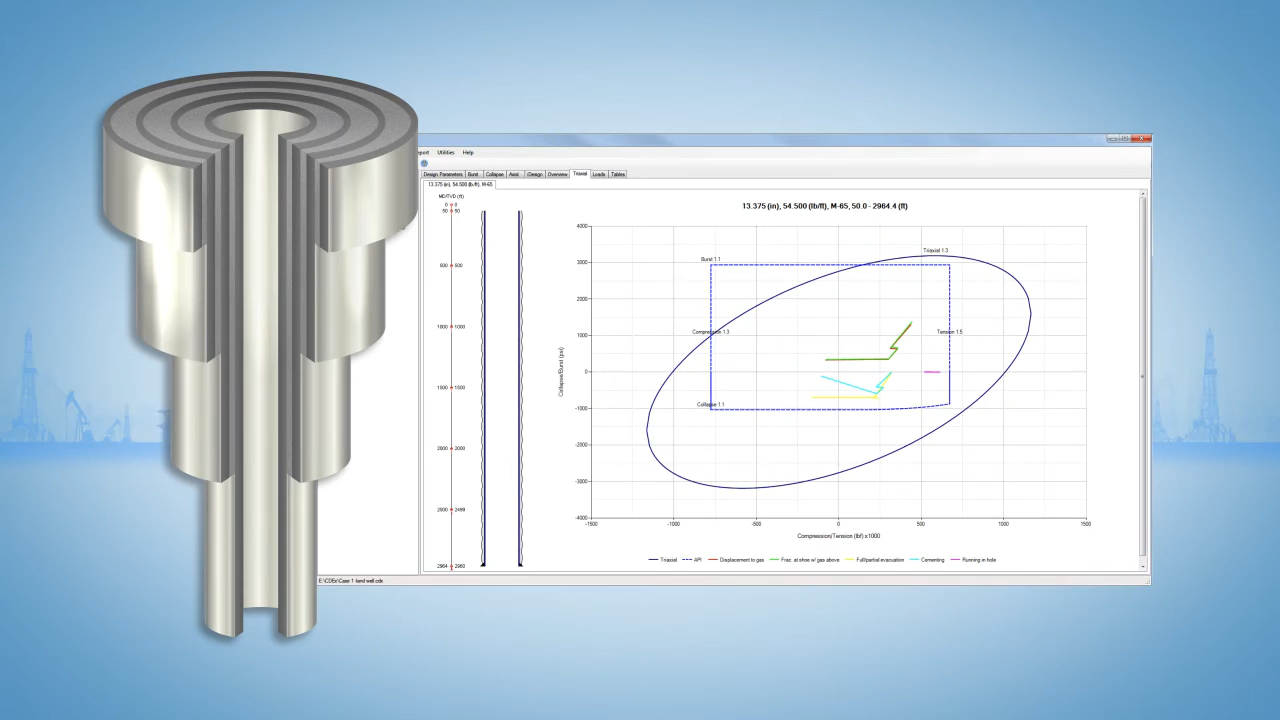 port Utilities Help
Design Parameters Burst Collapse Axial iDesign Overview Triaxial Loads Tables
13.375 (in), 54.500 (lb/ft), M-65
MD/TVD (ft)
0 0
50 50
500 500
1000 1000
1500 1500
2000 2000
2500 2499
2964 2960
13.375 (in), 54.500 (lb/ft), M-65, 50.0 - 2964.4 (ft)
Collapse/Burst (psi)
4000
3000
2000
1000
0
-1000
-2000
-3000
-4000
Triaxial 1.3
Burst 1.1
Compression 1.3
Tension 1.5
Collapse 1.1
-1500 -1000 -500 0 500 1000 1500
Compression/Tension (lbf) x1000
Triaxial API Displacement to gas Frac. at shoe w/ gas above Full/partial evacuation Cementing Running in hole
E:\CDEx\Case 1 -land well.cdx